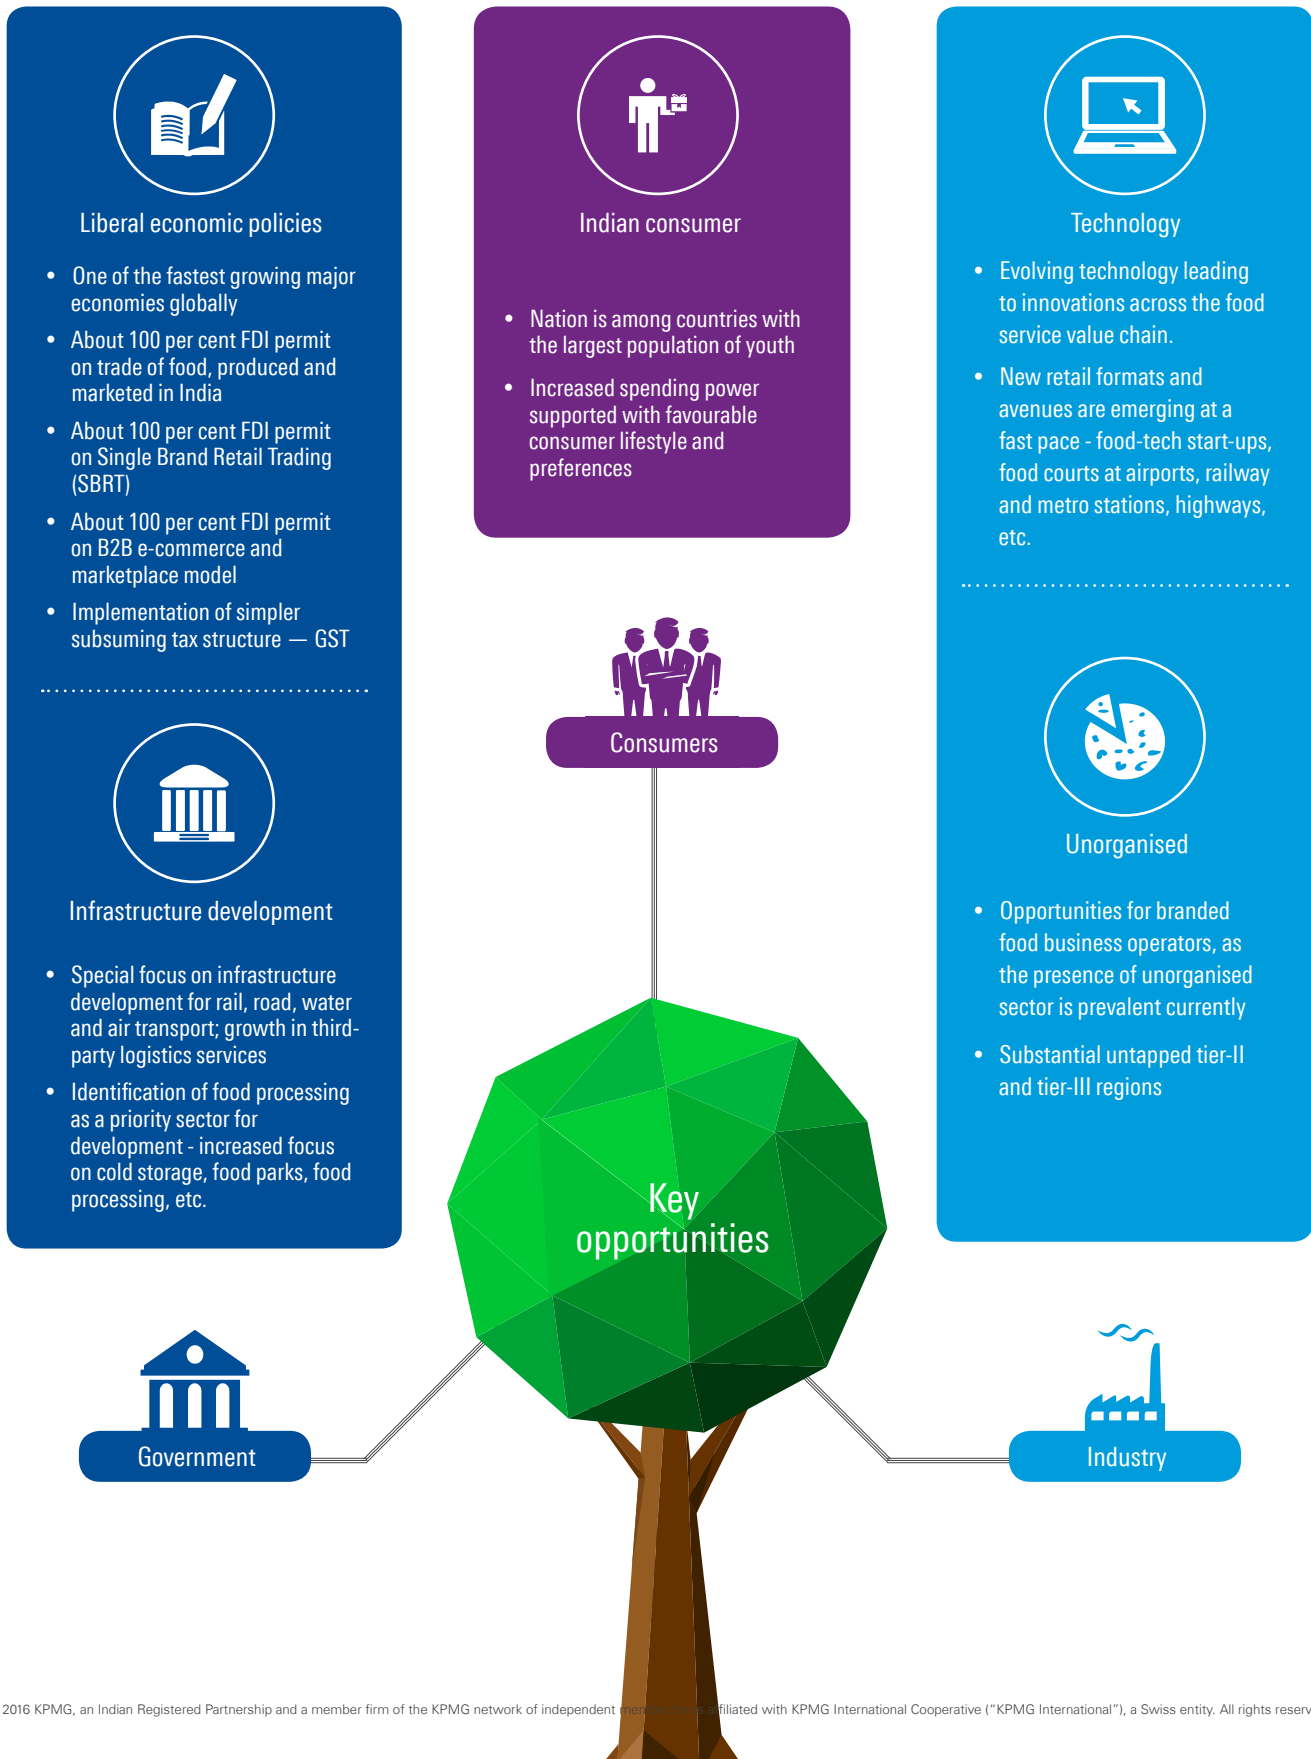 Liberal economic policies
• One of the fastest growing major
economies globally
• About 100 per cent FDI permit
on trade of food, produced and
marketed in India
• About 100 per cent FDI permit
on Single Brand Retail Trading
(SBRT)
• About 100 per cent FDI permit
on B2B e-commerce and
marketplace model
• Implementation of simpler
subsuming tax structure — GST
Infrastructure development
• Special focus on infrastructure
development for rail, road, water
and air transport; growth in third-
party logistics services
• Identification of food processing
as a priority sector for
development - increased focus
on cold storage, food parks, food
processing, etc.
Government
Indian consumer
• Nation is among countries with
the largest population of youth
• Increased spending power
supported with favourable
consumer lifestyle and
preferences
Consumers
Key
opportunities
Technology
• Evolving technology leading
to innovations across the food
service value chain.
• New retail formats and
avenues are emerging at a
fast pace - food-tech start-ups,
food courts at airports, railway
and metro stations, highways,
etc.
Unorganised
• Opportunities for branded
food business operators, as
the presence of unorganised
sector is prevalent currently
• Substantial untapped tier-II
and tier-III regions
Industry
2016 KPMG, an Indian Registered Partnership and a member firm of the KPMG network of independent affiliated with KPMG International Cooperative (“KPMG International”), a Swiss entity. All rights reserv